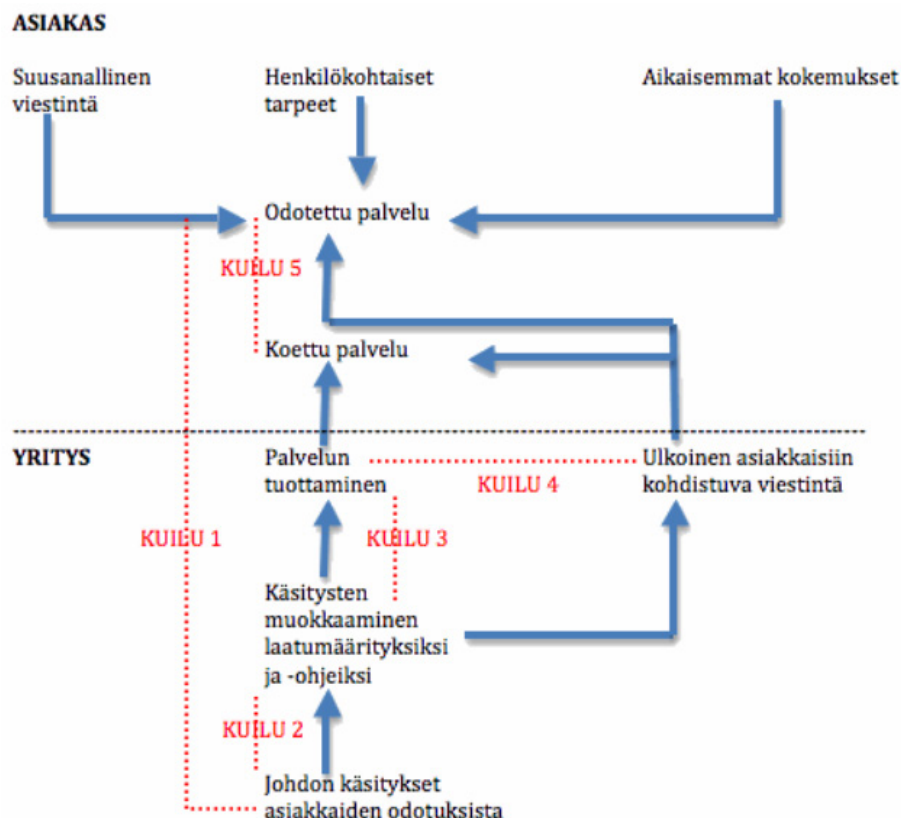 ASIAKAS
Suusanallinen
viestintä
Henkilökohtaiset
tarpeet
Aikaisemmat kokemukset
Odotettu palvelu
KUILU 5
Koettu palvelu
YRITYS
Palvelun
tuottaminen
KUILU 4
Ulkoinen asiakkaisiin
kohdistuva viestintä
KUILU 1
KUILU 3
Käsitysten
muokkaaminen
laatumäärityksiksi
ja -ohjeiksi
KUILU 2
Johdon käsitykset
asiakkaiden odotuksista